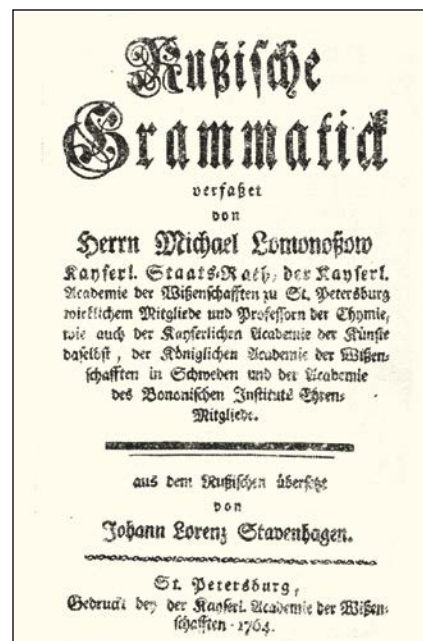 Rußische
Grammatick
verfaßet
von
Herrn Michael Lomonoßow
Kayserl. Staats-Rath, der Kayserl.
Academie der Wißenschafften zu St. Petersburg
wirklichem Mitgliede und Professorn der Chymie,
wie auch der Kayserlichen Academie der Künste
daselbst, der Königlichen Academie der Wißen-
schafften in Schweden und der Academie
des Bononischen Instituts Ehren-
Mitgliede.
aus dem Rußischen übersetzt
von
Johann Lorenz Stavenhagen.
St. Petersburg,
Gedruckt bey der Kayserl. Academie der Wißen-
schafften 1764.